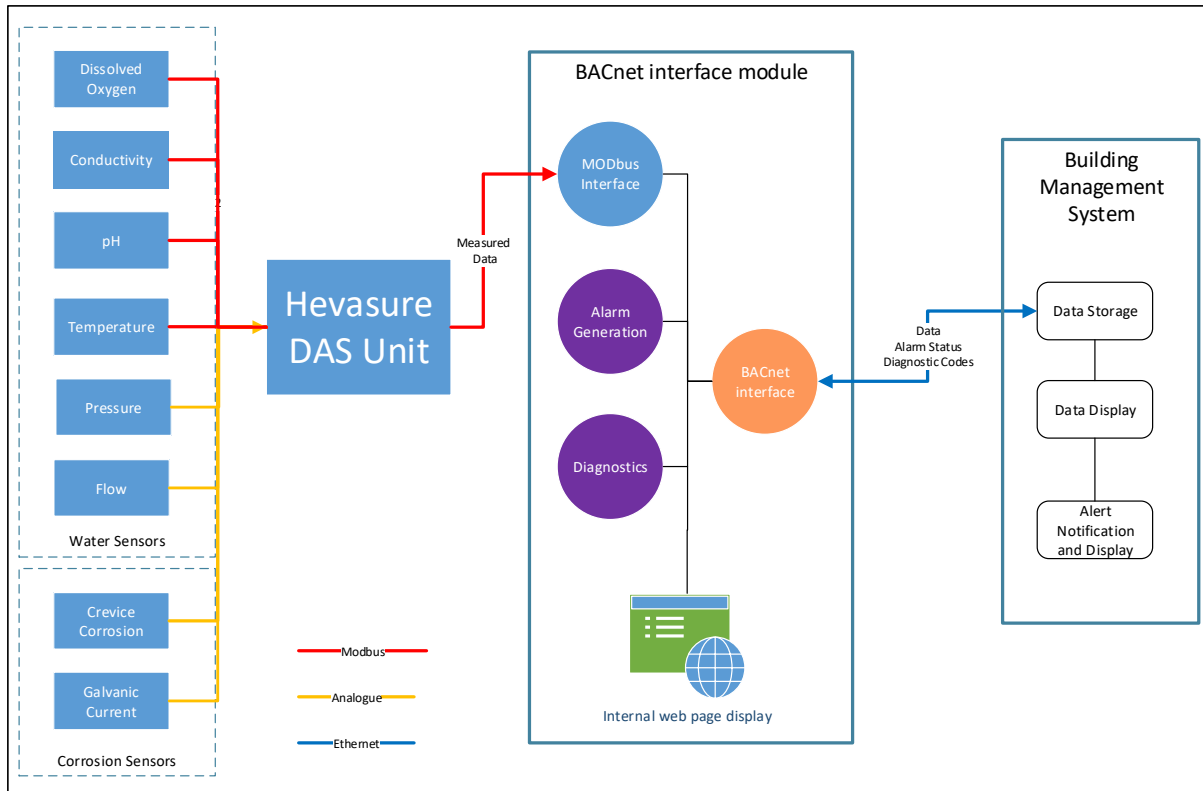 Dissolved
Oxygen
Conductivity
2
pH
Temperature
Pressure
Flow
Water Sensors
Crevice
Corrosion
Galvanic
Current
Corrosion Sensors
Hevasure
DAS Unit
Measured
Data
Modbus
Analogue
Ethernet
BACnet interface module
MODbus
Interface
Alarm
Generation
Diagnostics
BACnet
interface
Internal web page display
Data
Alarm Status
Diagnostic Codes
Building
Management
System
Data Storage
Data Display
Alert
Notification
and Display